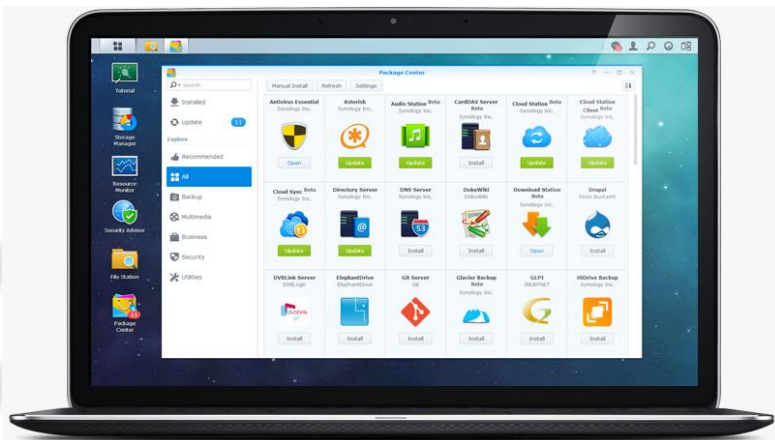 Package Center
Tutorial
Storage
Manager
Resource
Monitor
Security Advisor
File Station
11
Package
Center
Search
Installed
Update
11
Explore
Recommended
All
Backup
Multimedia
Business
Security
Utilities
Manual Install
Refresh
Settings
Antivirus Essential
Synology Inc.
Open
Asterisk
Synology Inc.
Update
Audio Station Beta
Synology Inc.
Update
CardDAV Server
Beta
Synology Inc.
Install
Cloud Station Beta
Synology Inc.
Update
Cloud Station
Client Beta
Synology Inc.
Update
Cloud Sync Beta
Synology Inc.
Update
Directory Server
Synology Inc.
@
Update
DNS Server
Synology Inc.
53
Install
DokuWiki
DokuWiki
Install
Download Station
Beta
Synology Inc.
Open
Drupal
Dries Buytaert
Install
DVBLink Server
DVBLogic
Install
ElephantDrive
ElephantDrive
Install
Git Server
Git
Install
Glacier Backup
Beta
Synology Inc.
Install
GLPI
INDEPNET
Install
HiDrive Backup
Synology Inc.
Install